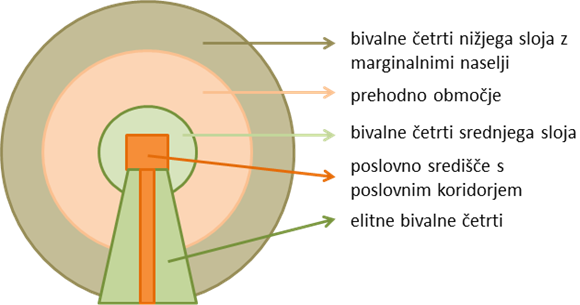 bivalne četrti nižjega sloja z
marginalnimi naselji
prehodno območje
bivalne četrti srednjega sloja
poslovno središče s
poslovnim koridorjem
elitne bivalne četrti